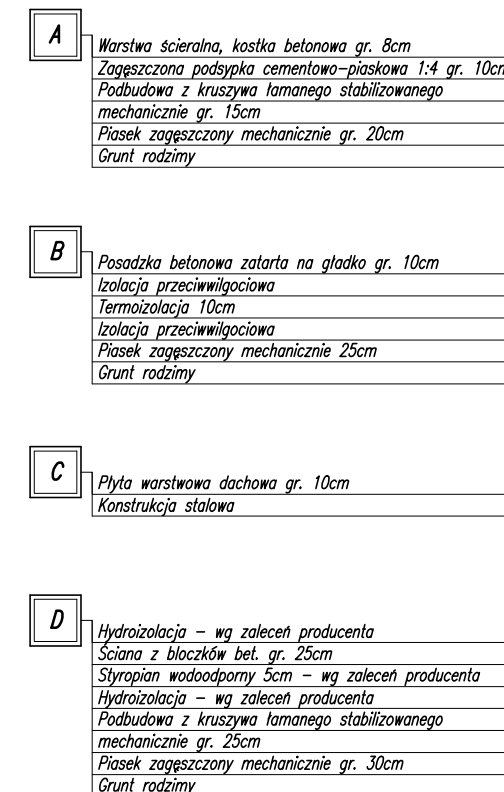 A
Warstwa ścieralna, kostka betonowa gr. 8cm
Zagęszczona podsypka cementowo-piaskowa 1:4 gr. 10cm
Podbudowa z kruszywa łamanego stabilizowanego
mechanicznie gr. 15cm
Piasek zagęszczony mechanicznie gr. 20cm
Grunt rodzimy
B
Posadzka betonowa zatarta na gładko gr. 10cm
Izolacja przeciwwilgociowa
Termoizolacja 10cm
Izolacja przeciwwilgociowa
Piasek zagęszczony mechanicznie 25cm
Grunt rodzimy
C
Płyta warstwowa dachowa gr. 10cm
Konstrukcja stalowa
D
Hydroizolacja – wg zaleceń producenta
Ściana z bloczków bet. gr. 25cm
Styropian wodoodporny 5cm – wg zaleceń producenta
Hydroizolacja – wg zaleceń producenta
Podbudowa z kruszywa łamanego stabilizowanego
mechanicznie gr. 25cm
Piasek zagęszczony mechanicznie gr. 30cm
Grunt rodzimy